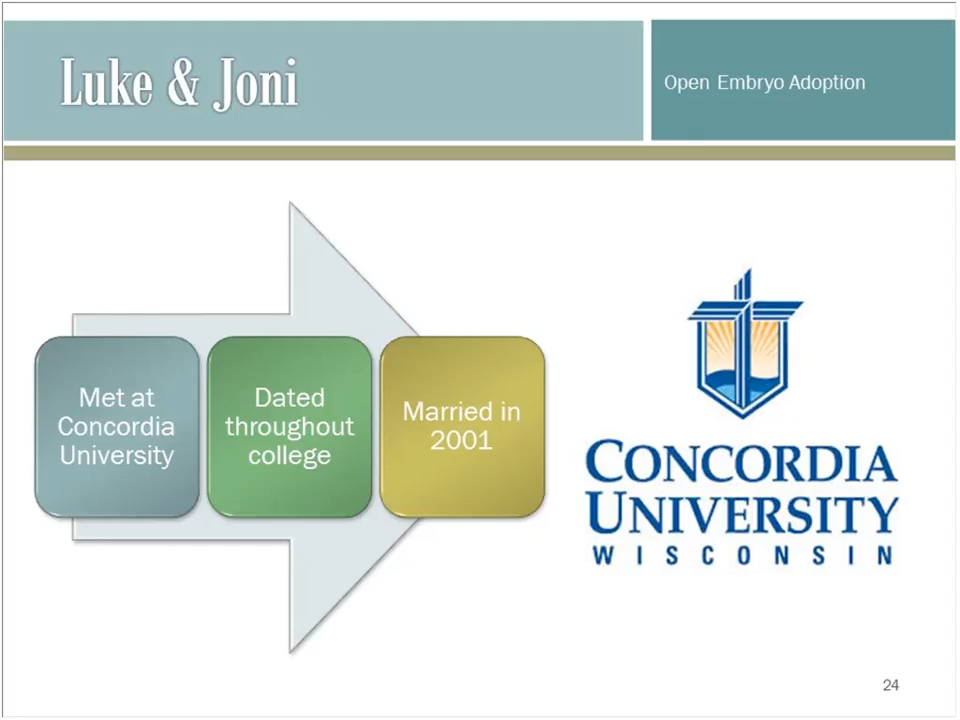 Luke & Joni
Open Embryo Adoption
Met at
Concordia
University
Dated
throughout
college
Married in
2001
CONCORDIA
UNIVERSITY
WISCONSIN
24